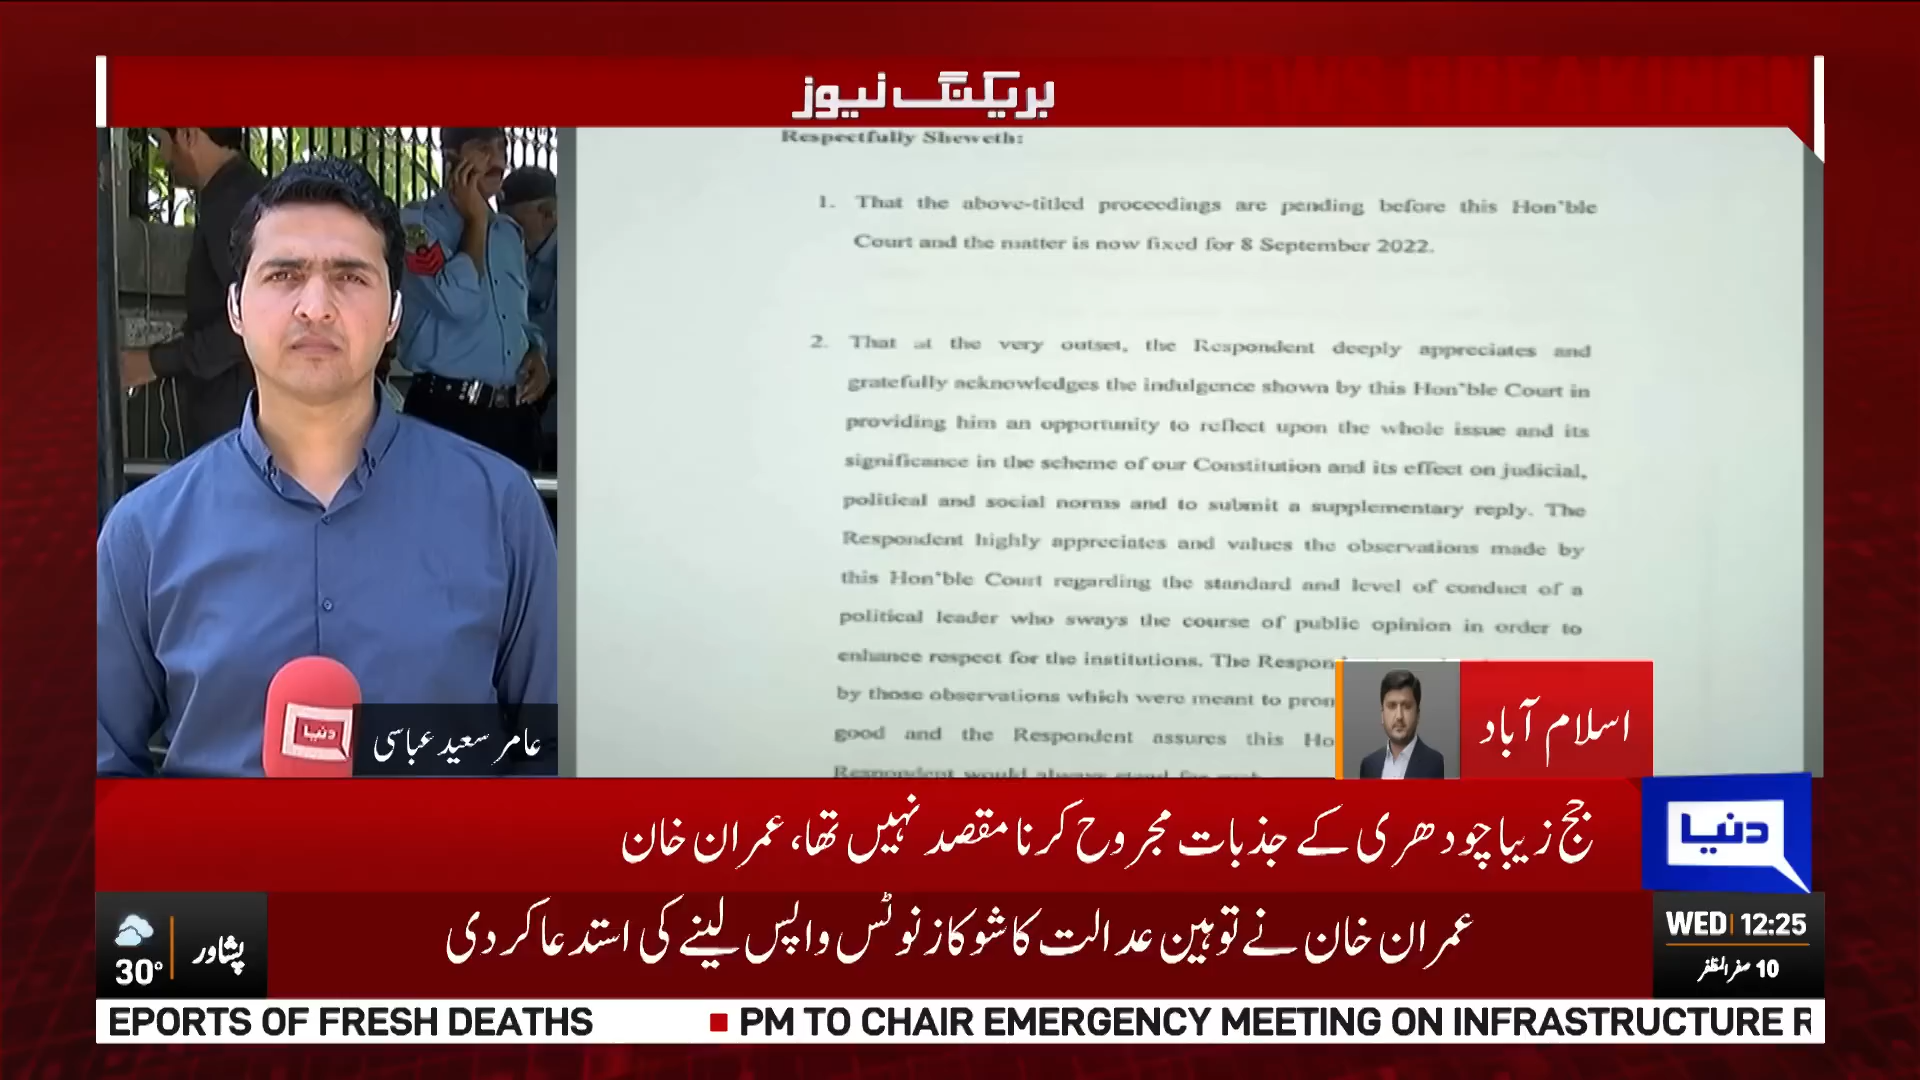 بریکنگ نیوز
Respectfully Sheweth:
1. That the above-titled proceedings are pending before this Hon'ble
Court and the matter is now fixed for 8 September 2022.
2. That at the very outset, the Respondent deeply appreciates and
gratefully acknowledges the indulgence shown by this Hon'ble Court in
providing him an opportunity to reflect upon the whole issue and its
significance in the scheme of our Constitution and its effect on judicial,
political and social norms and to submit a supplementary reply. The
Respondent highly appreciates and values the observations made by
this Hon'ble Court regarding the standard and level of conduct of a
political leader who sways the course of public opinion in order to
enhance respect for the institutions. The Respon
by those observations which were meant to prom
good and the Respondent assures this Ho
Respondent would always stand for
دنیا
عامر سعید عباسی
اسلام آباد
جج زیبا چودھری کے جذبات مجروح کرنا مقصد نہیں تھا، عمران خان
دنیا
عمران خان نے توہین عدالت کا شوکاز نوٹس واپس لینے کی استدعا کر دی
30° پشاور
WED 12:25
10 صفر المظفر
EPORTS OF FRESH DEATHS ■ PM TO CHAIR EMERGENCY MEETING ON INFRASTRUCTURE R